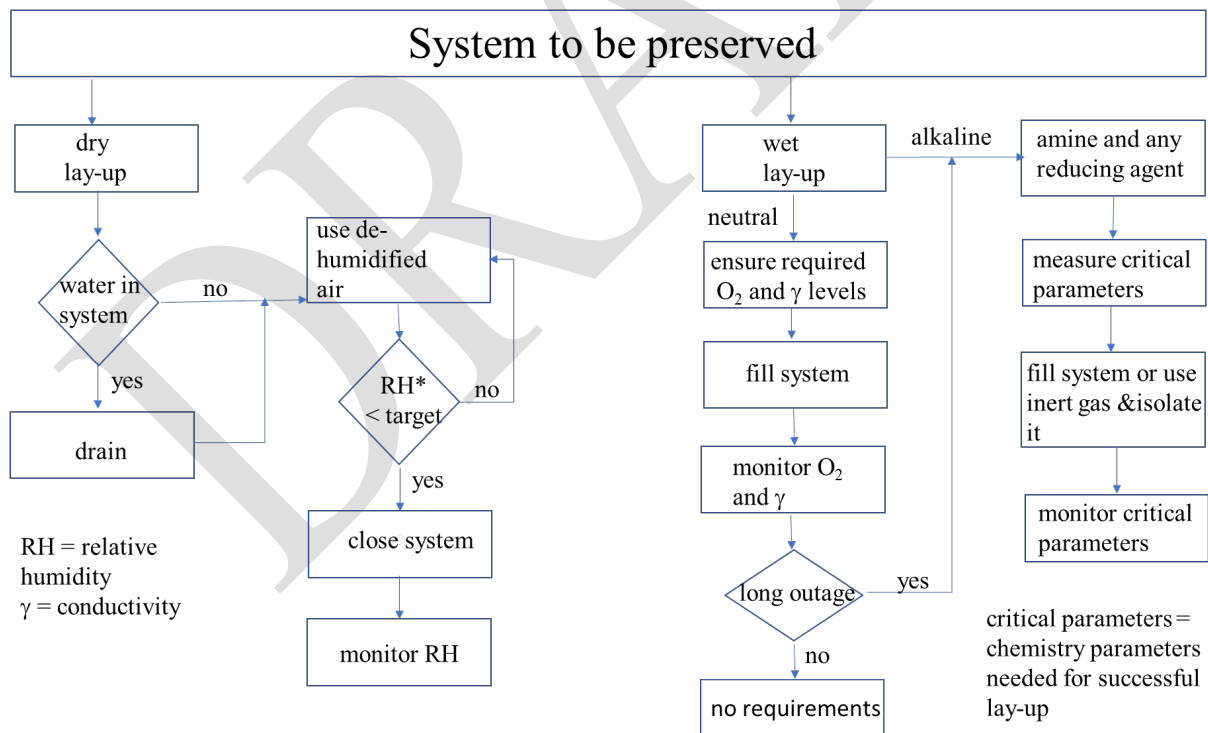 System to be preserved
dry
lay-up
water in
system
no
yes
drain
use de-
humidified
air
RH*
< target
no
yes
close system
monitor RH
RH = relative
humidity
γ = conductivity
wet
lay-up
alkaline
neutral
ensure required
O₂ and γ levels
fill system
monitor O₂
and γ
long outage
yes
no
no requirements
amine and any
reducing agent
measure critical
parameters
fill system or use
inert gas &isolate
it
monitor critical
parameters
critical parameters =
chemistry parameters
needed for successful
lay-up
DRA